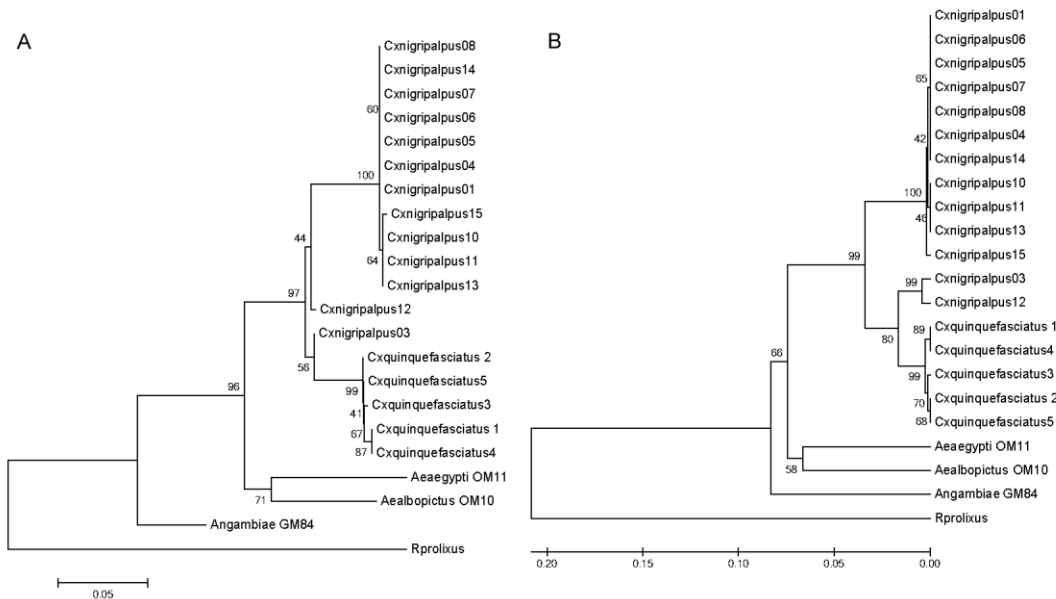 A
Cxnigripalpus08
Cxnigripalpus14
Cxnigripalpus07
60
Cxnigripalpus06
Cxnigripalpus05
Cxnigripalpus04
100
Cxnigripalpus01
Cxnigripalpus15
44
Cxnigripalpus10
64
Cxnigripalpus11
Cxnigripalpus13
97
Cxnigripalpus12
Cxnigripalpus03
56
Cxquinquefasciatus 2
96
Cxquinquefasciatus5
99
Cxquinquefasciatus3
41
67
Cxquinquefasciatus 1
87
Cxquinquefasciatus4
Aeaegypti OM11
71
Aealbopictus OM10
Angambiae GM84
Rprolixus
0.05
B
Cxnigripalpus01
Cxnigripalpus06
Cxnigripalpus05
65
Cxnigripalpus07
Cxnigripalpus08
42
Cxnigripalpus04
Cxnigripalpus14
100
Cxnigripalpus10
46
Cxnigripalpus11
Cxnigripalpus13
99
Cxnigripalpus15
99
Cxnigripalpus03
Cxnigripalpus12
80
89
Cxquinquefasciatus 1
66
Cxquinquefasciatus4
99
Cxquinquefasciatus3
70
Cxquinquefasciatus 2
68
Cxquinquefasciatus5
Aeaegypti OM11
58
Aealbopictus OM10
Angambiae GM84
Rprolixus
0.20 0.15 0.10 0.05 0.00